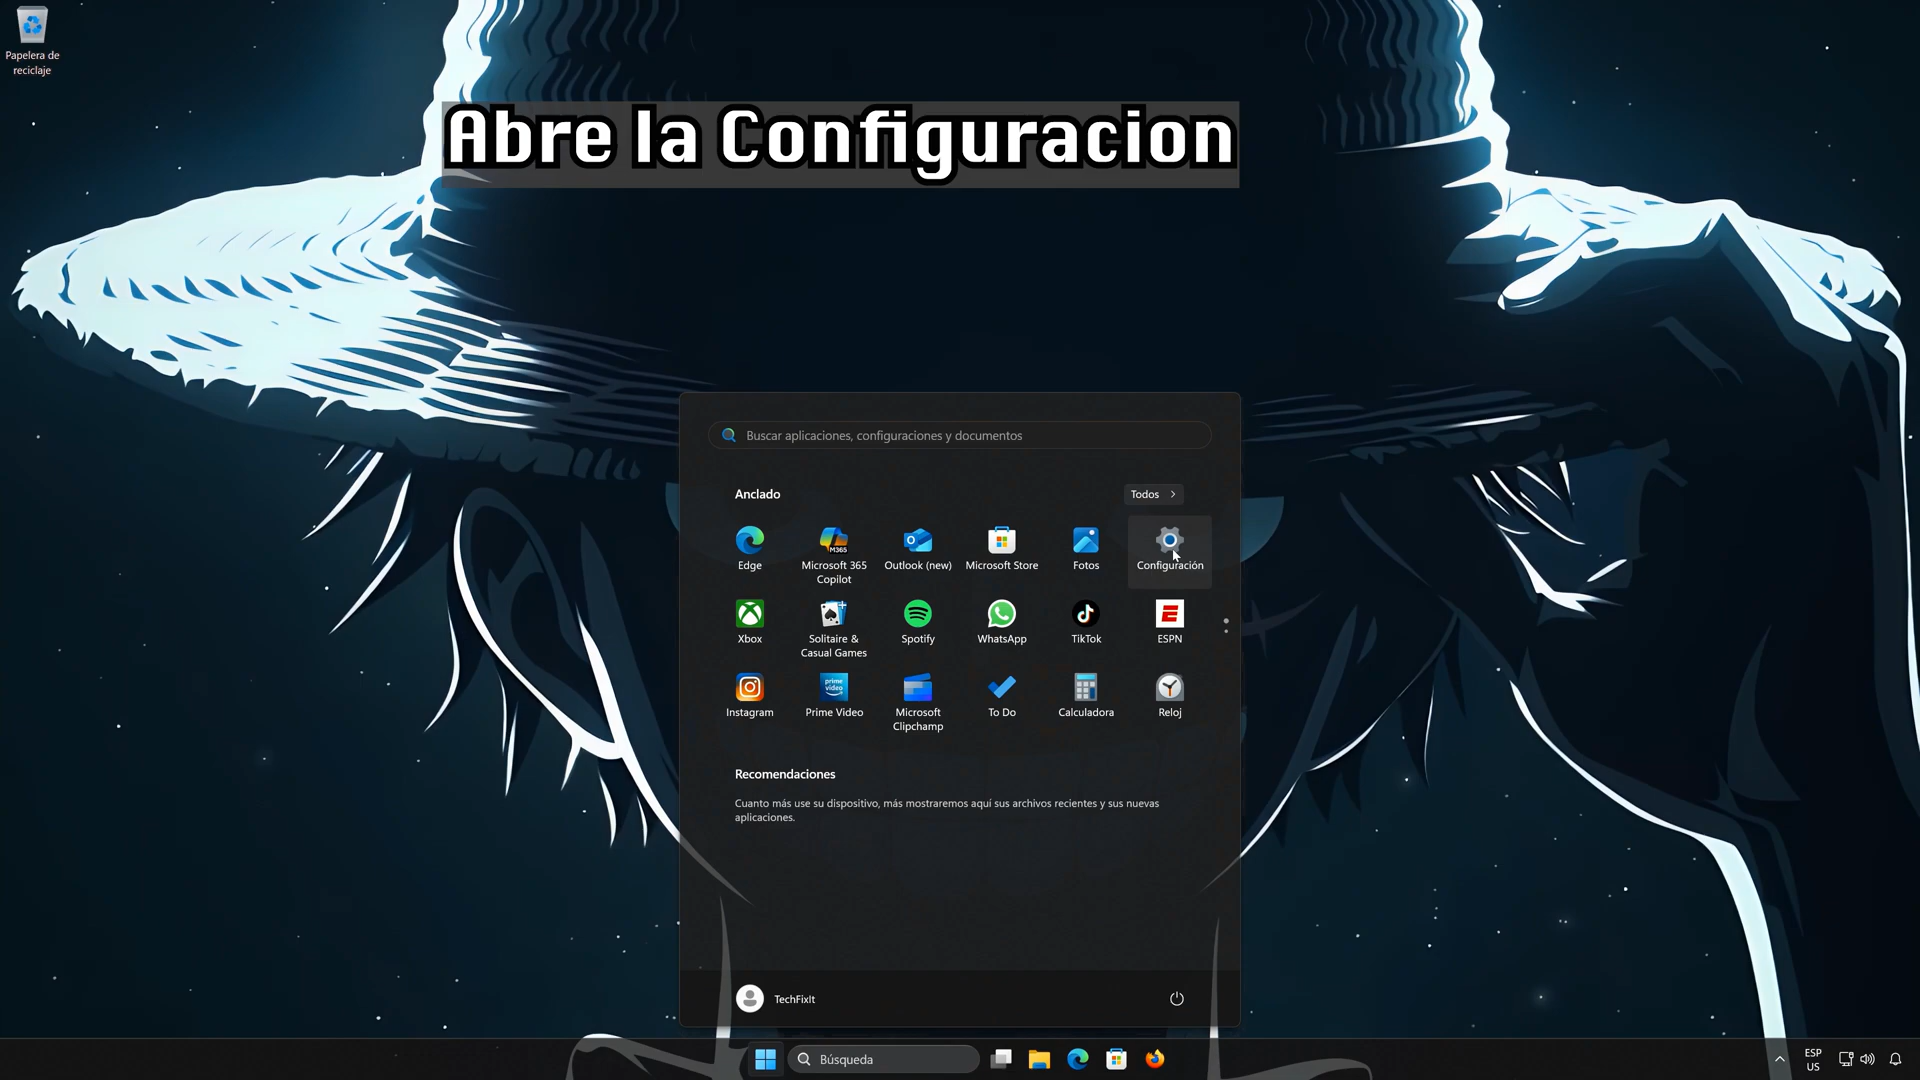 Papelera de
reciclaje
Abre la Configuracion
Buscar aplicaciones, configuraciones y documentos
Anclado
Todos
Edge
M365
Microsoft 365
Copilot
Outlook (new)
Microsoft Store
Fotos
Configuración
Xbox
Solitaire &
Casual Games
Spotify
WhatsApp
TikTok
ESPN
Instagram
prime
video
Prime Video
Microsoft
Clipchamp
To Do
Calculadora
Reloj
Recomendaciones
Cuanto más use su dispositivo, más mostraremos aquí sus archivos recientes y sus nuevas
aplicaciones.
TechFixIt
Búsqueda
ESP
US